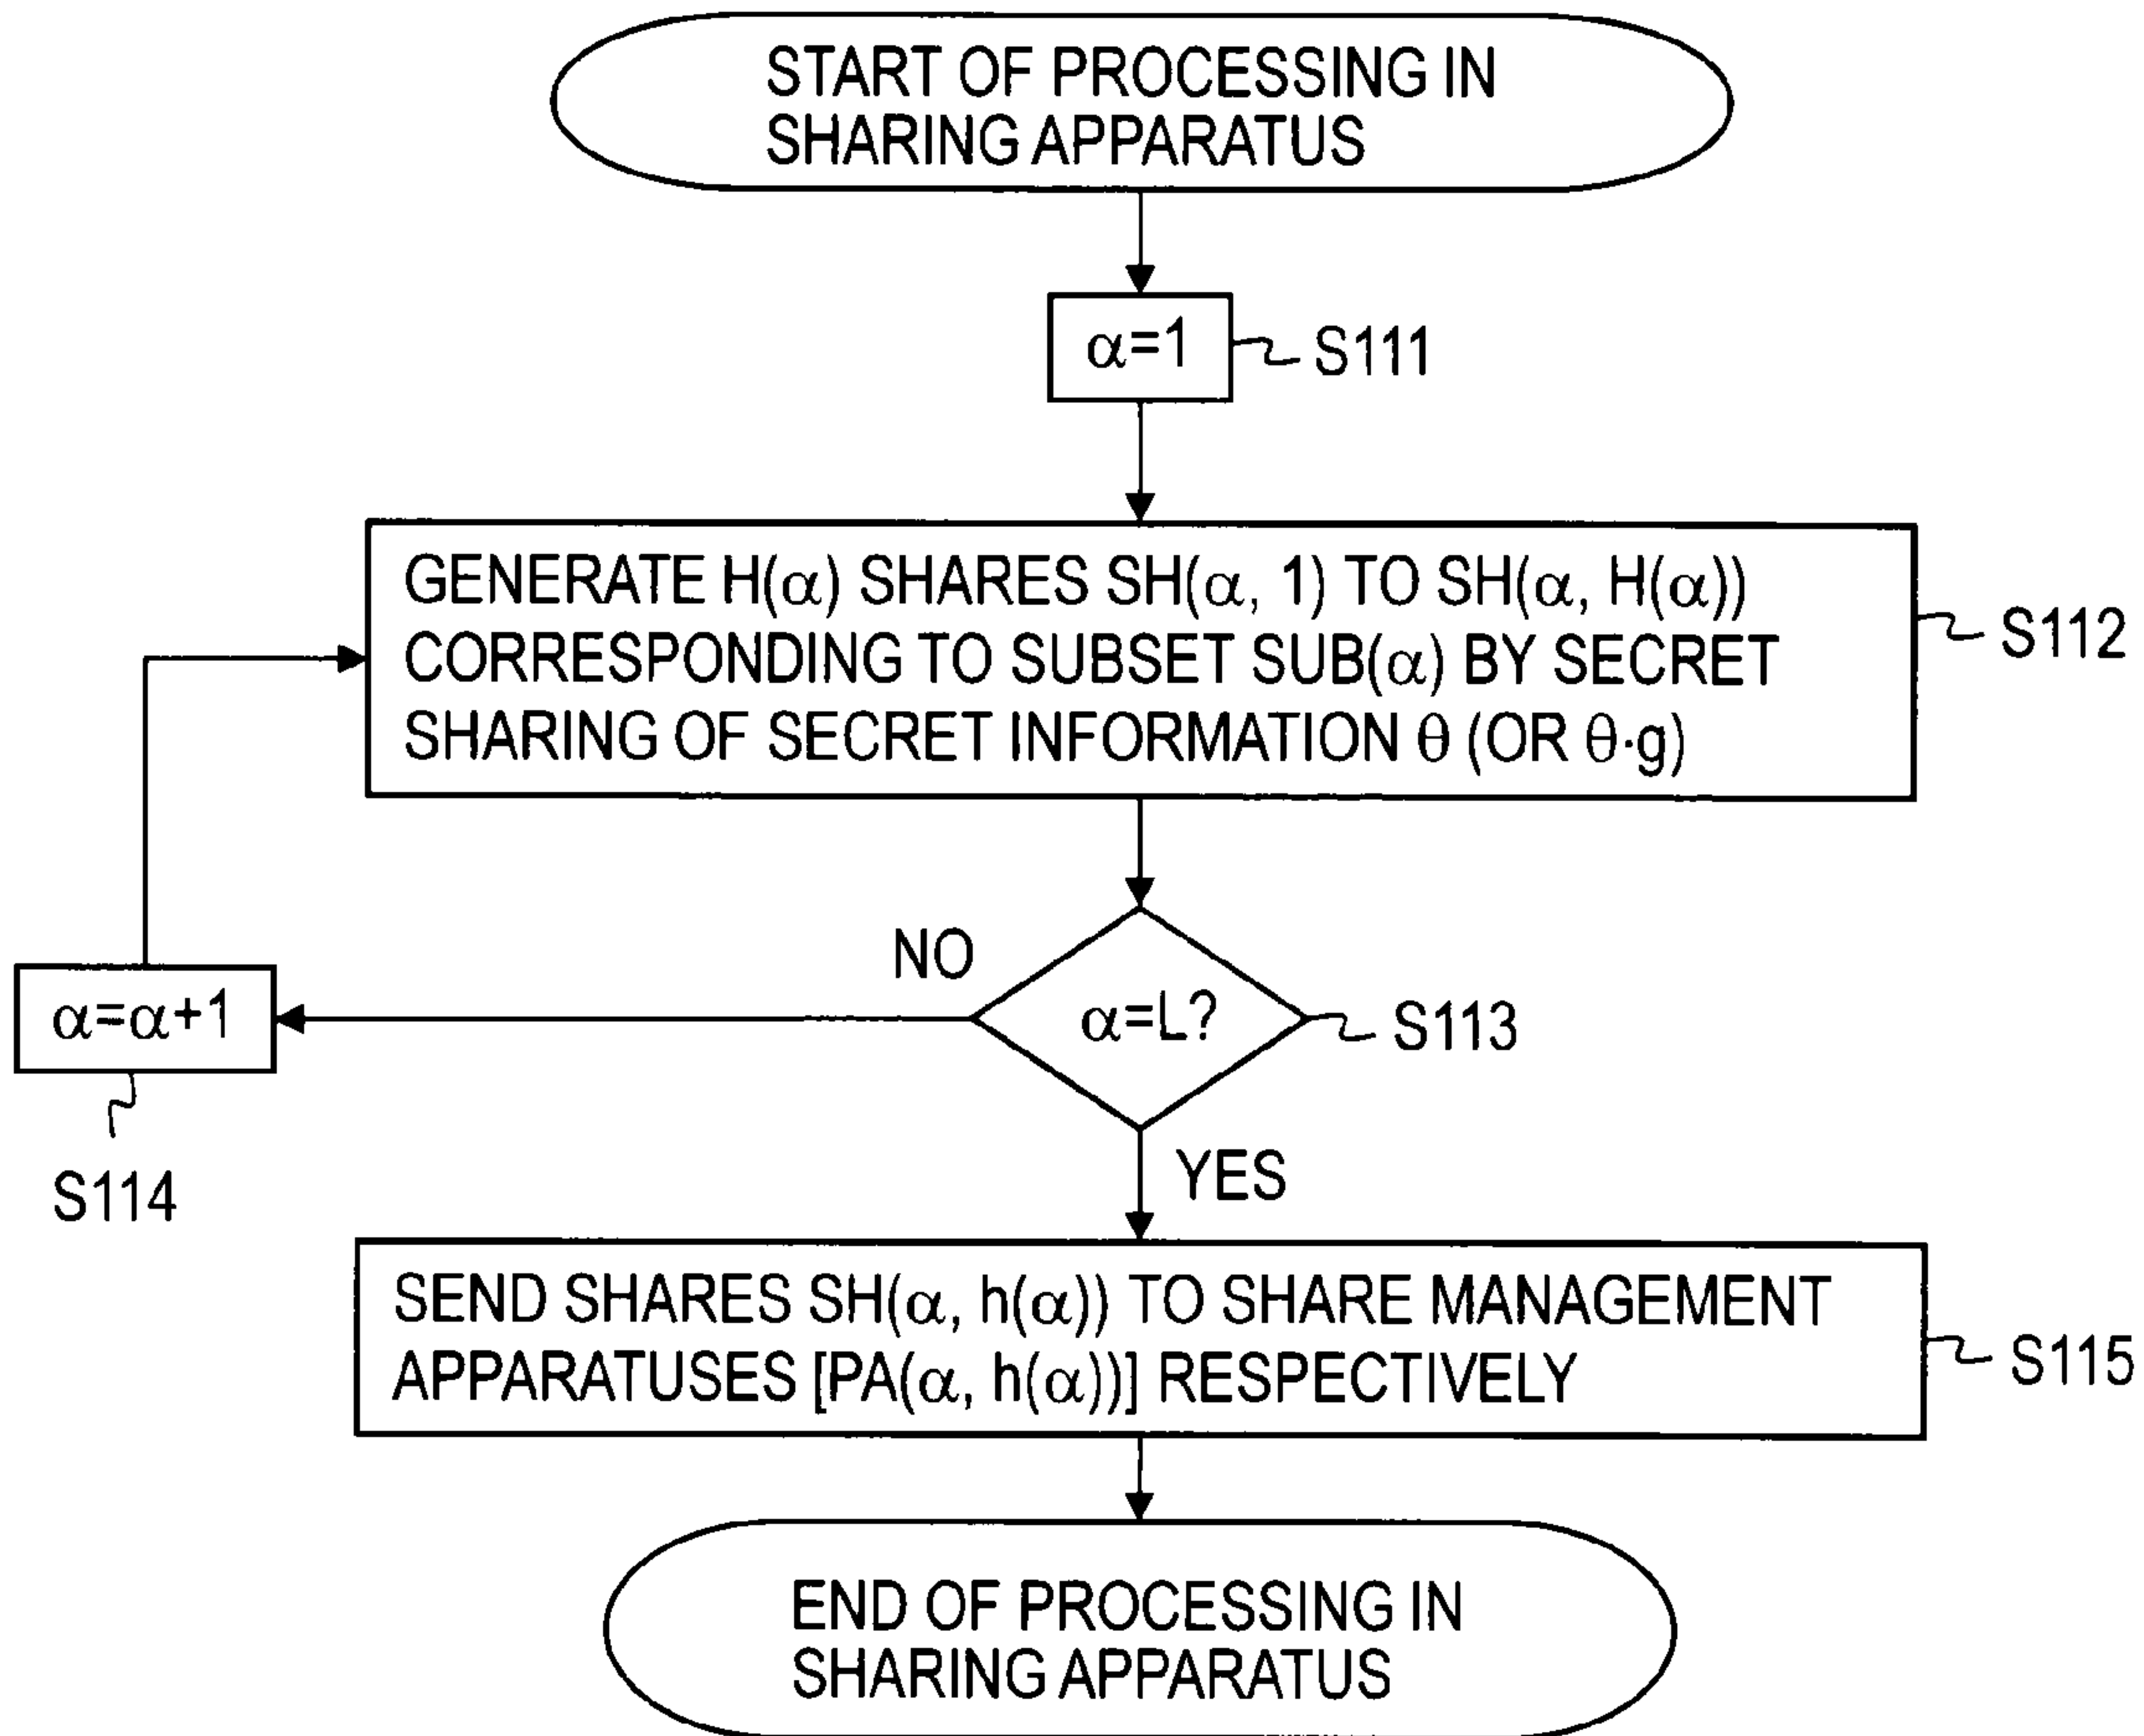 START OF PROCESSING IN
SHARING APPARATUS
α=1
S111
GENERATE H(α) SHARES SH(α, 1) TO SH(α, H(α))
CORRESPONDING TO SUBSET SUB(α) BY SECRET
SHARING OF SECRET INFORMATION θ (OR θ·g)
S112
NO
α=L?
S113
α=α+1
S114
YES
SEND SHARES SH(α, h(α)) TO SHARE MANAGEMENT
APPARATUSES [PA(α, h(α))] RESPECTIVELY
S115
END OF PROCESSING IN
SHARING APPARATUS